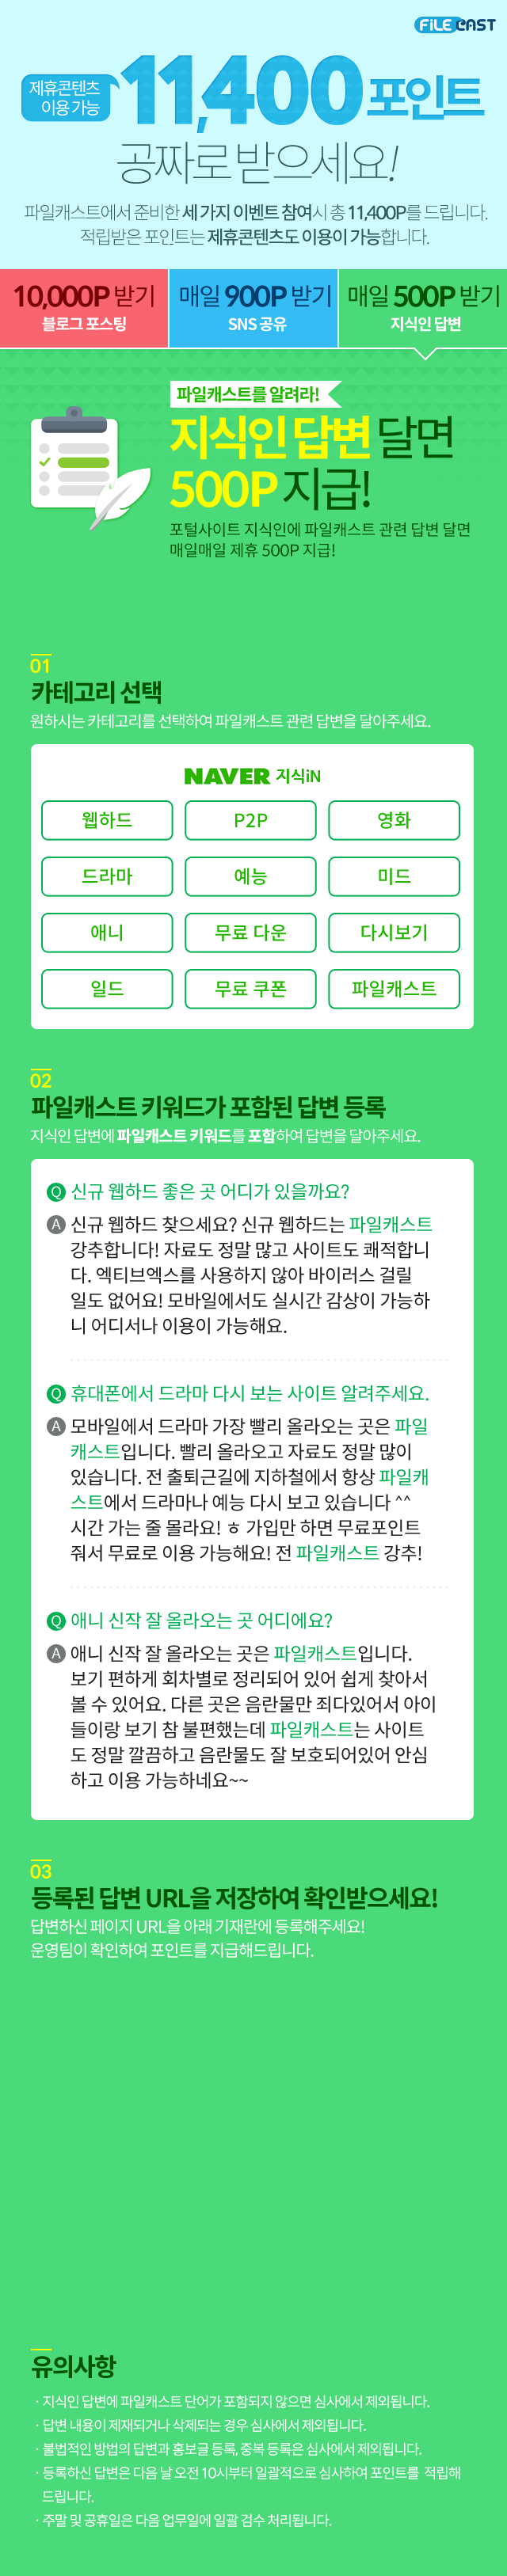 FiLECAST
제휴콘텐츠
이용 가능
11,400 포인트
공짜로 받으세요!
파일캐스트에서 준비한 세 가지 이벤트 참여시 총 11,400P를 드립니다.
적립받은 포인트는 제휴콘텐츠도 이용이 가능합니다.
10,000P 받기
블로그 포스팅
매일 900P 받기
SNS 공유
매일 500P 받기
지식인 답변
파일캐스트를 알려라!
지식인 답변 달면
500P 지급!
포털사이트 지식인에 파일캐스트 관련 답변 달면
매일매일 제휴 500P 지급!
01
카테고리 선택
원하시는 카테고리를 선택하여 파일캐스트 관련 답변을 달아주세요.
NAVER 지식iN
웹하드 P2P 영화
드라마 예능 미드
애니 무료 다운 다시보기
일드 무료 쿠폰 파일캐스트
02
파일캐스트 키워드가 포함된 답변 등록
지식인 답변에 파일캐스트 키워드를 포함하여 답변을 달아주세요.
Q 신규 웹하드 좋은 곳 어디가 있을까요?
A 신규 웹하드 찾으세요? 신규 웹하드는 파일캐스트
강추합니다! 자료도 정말 많고 사이트도 쾌적합니
다. 엑티브엑스를 사용하지 않아 바이러스 걸릴
일도 없어요! 모바일에서도 실시간 감상이 가능하
니 어디서나 이용이 가능해요.
Q 휴대폰에서 드라마 다시 보는 사이트 알려주세요.
A 모바일에서 드라마 가장 빨리 올라오는 곳은 파일
캐스트입니다. 빨리 올라오고 자료도 정말 많이
있습니다. 전 출퇴근길에 지하철에서 항상 파일캐
스트에서 드라마나 예능 다시 보고 있습니다 ^^
시간 가는 줄 몰라요! ㅎ 가입만 하면 무료포인트
줘서 무료로 이용 가능해요! 전 파일캐스트 강추!
Q 애니 신작 잘 올라오는 곳 어디에요?
A 애니 신작 잘 올라오는 곳은 파일캐스트입니다.
보기 편하게 회차별로 정리되어 있어 쉽게 찾아서
볼 수 있어요. 다른 곳은 음란물만 죄다있어서 아이
들이랑 보기 참 불편했는데 파일캐스트는 사이트
도 정말 깔끔하고 음란물도 잘 보호되어있어 안심
하고 이용 가능하네요~~
03
등록된 답변 URL을 저장하여 확인받으세요!
답변하신 페이지 URL을 아래 기재란에 등록해주세요!
운영팀이 확인하여 포인트를 지급해드립니다.
유의사항
· 지식인 답변에 파일캐스트 단어가 포함되지 않으면 심사에서 제외됩니다.
· 답변 내용이 제재되거나 삭제되는 경우 심사에서 제외됩니다.
· 불법적인 방법의 답변과 홍보글 등록, 중복 등록은 심사에서 제외됩니다.
· 등록하신 답변은 다음 날 오전 10시부터 일괄적으로 심사하여 포인트를 적립해
드립니다.
· 주말 및 공휴일은 다음 업무일에 일괄 검수 처리됩니다.